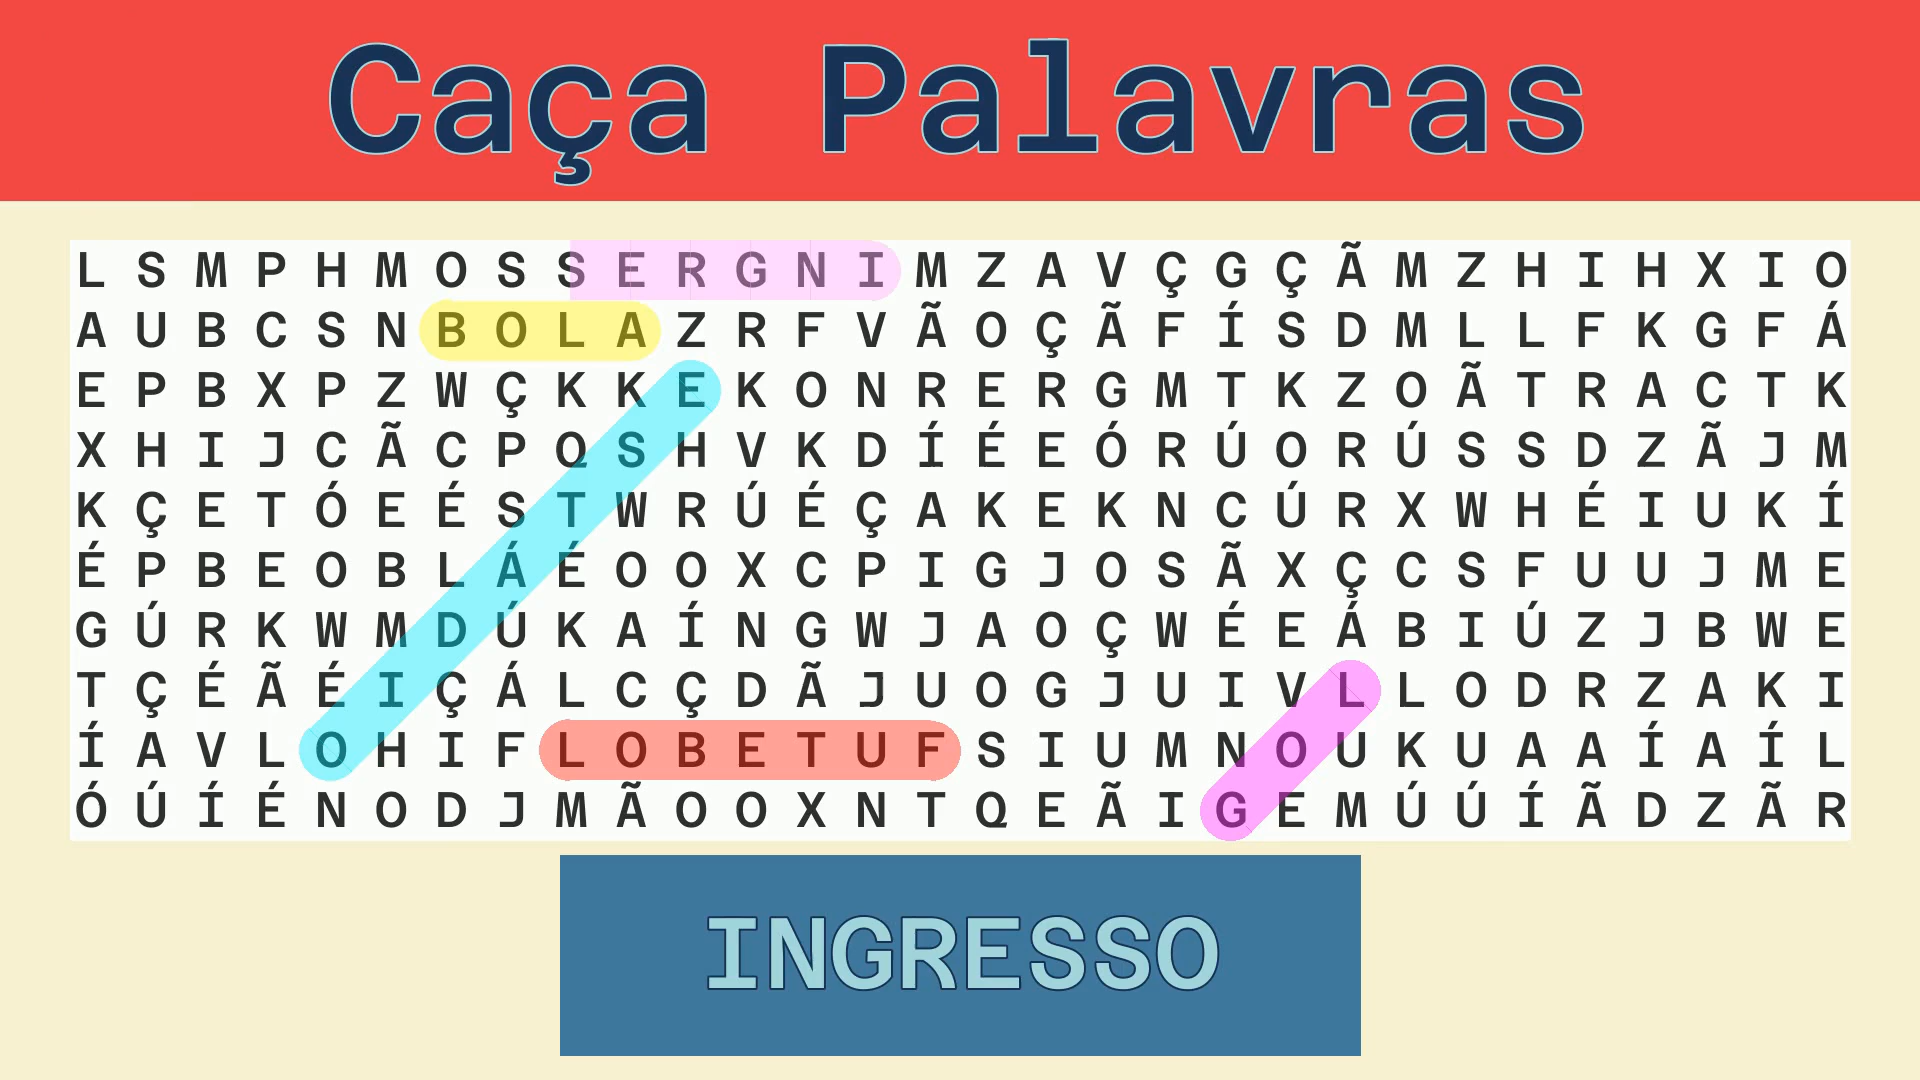 Caça Palavras
L S M P H M O S S E R G N I M Z A V Ç G Ç Ã M Z H I H X I O
A U B C S N B O L A Z R F V Ã O Ç Ã F Í S D M L L F K G F Á
E P B X P Z W Ç K K E K O N R E R G M T K Z O Ã T R A C T K
X H I J C Ã C P Q S H V K D Í É E Ó R Ú O R Ú S S D Z Ã J M
K Ç E T Ó E É S T W R Ú É Ç A K E K N C Ú R X W H É I U K Í
É P B E O B L Á É O O X C P I G J O S Ã X Ç C S F U U J M E
G Ú R K W M D Ú K A Í N G W J A O Ç W É E Á B I Ú Z J B W E
T Ç É Ã É I Ç Á L C Ç D Ã J U O G J U I V L L O D R Z A K I
Í A V L O H I F L O B E T U F S I U M N O U K U A A Í A Í L
Ó Ú Í É N O D J M Ã O O X N T Q E Ã I G E M Ú Ú Í Ã D Z Ã R
INGRESSO